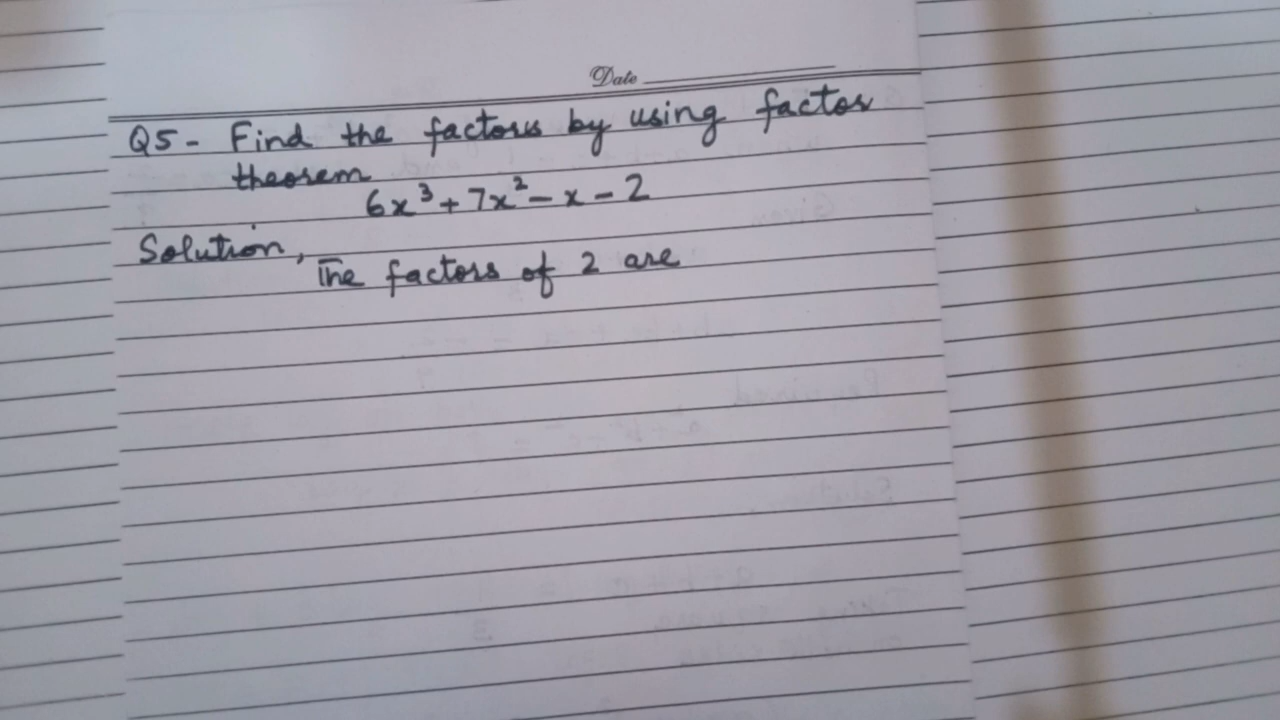 Date
Q5- Find the factors by using factor
theorem
6x³ + 7x² - x - 2
Solution,
The factors of 2 are